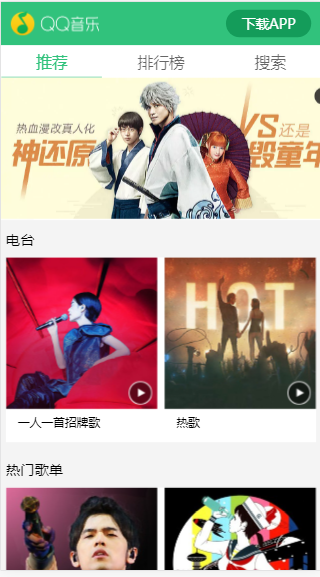 QQ音乐
下载APP
推荐
排行榜
搜索
热血漫改真人化
神还原
VS还是
毁童年
电台
HOT
一人一首招牌歌
热歌
热门歌单